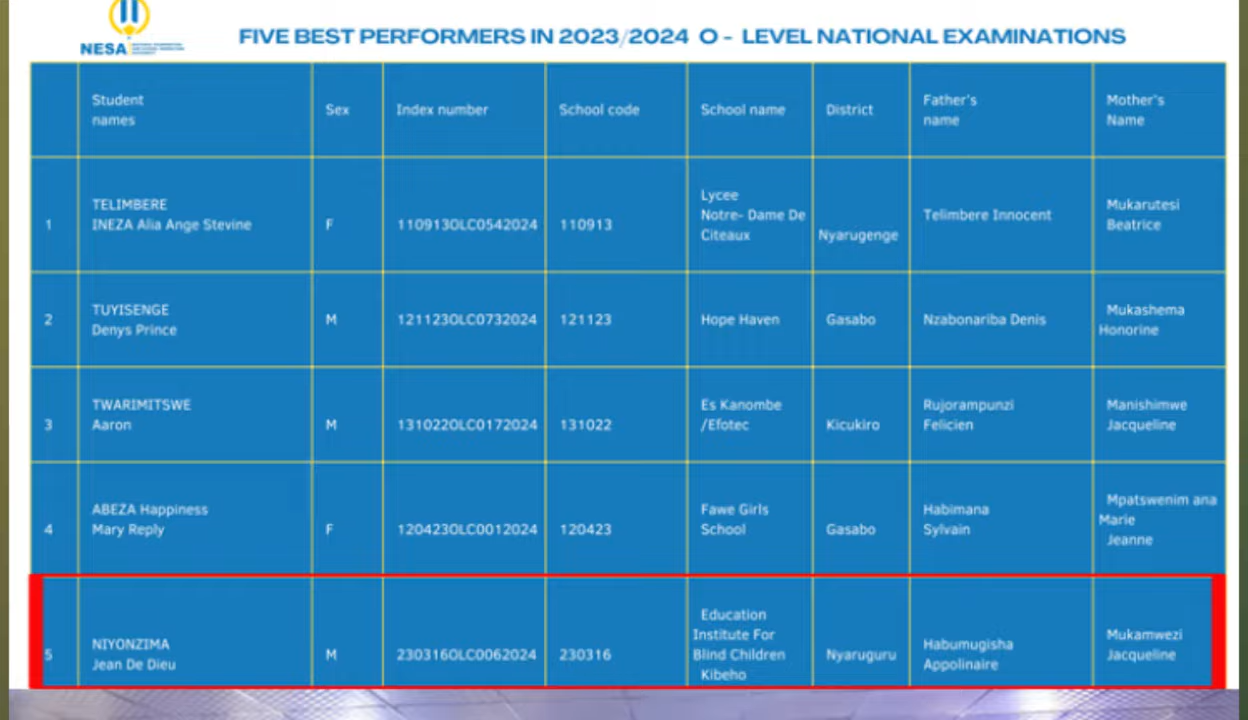 NESA
FIVE BEST PERFORMERS IN 2023/2024 O - LEVEL NATIONAL EXAMINATIONS
Student names Sex Index number School code School name District Father's name Mother's Name
1 TELIMBERE INEZA Alia Ange Stevine F 110913OLC0542024 110913 Lycee Notre- Dame De Citeaux Nyarugenge Telimbere Innocent Mukarutesi Beatrice
2 TUYISENGE Denys Prince M 121123OLC0732024 121123 Hope Haven Gasabo Nzabonariba Denis Mukashema Honorine
3 TWARIMITSWE Aaron M 131022OLC0172024 131022 Es Kanombe /Efotec Kicukiro Rujorampunzi Felicien Manishimwe Jacqueline
4 ABEZA Happiness Mary Reply F 120423OLC0012024 120423 Fawe Girls School Gasabo Habimana Sylvain Mpatswenim ana Marie Jeanne
5 NIYONZIMA Jean De Dieu M 230316OLC0062024 230316 Education Institute For Blind Children Kibeho Nyaruguru Habumugisha Appolinaire Mukamwezi Jacqueline